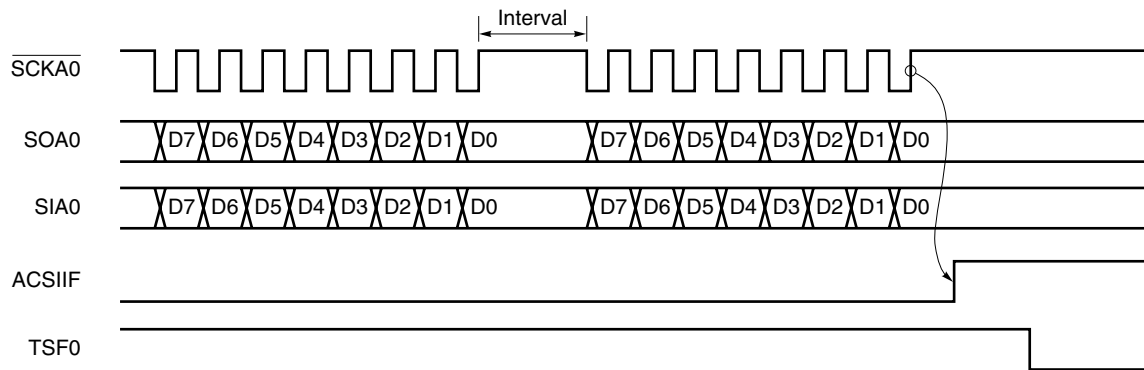 Interval
SCKA0
SOA0 D7 D6 D5 D4 D3 D2 D1 D0 D7 D6 D5 D4 D3 D2 D1 D0
SIA0 D7 D6 D5 D4 D3 D2 D1 D0 D7 D6 D5 D4 D3 D2 D1 D0
ACSIIF
TSF0